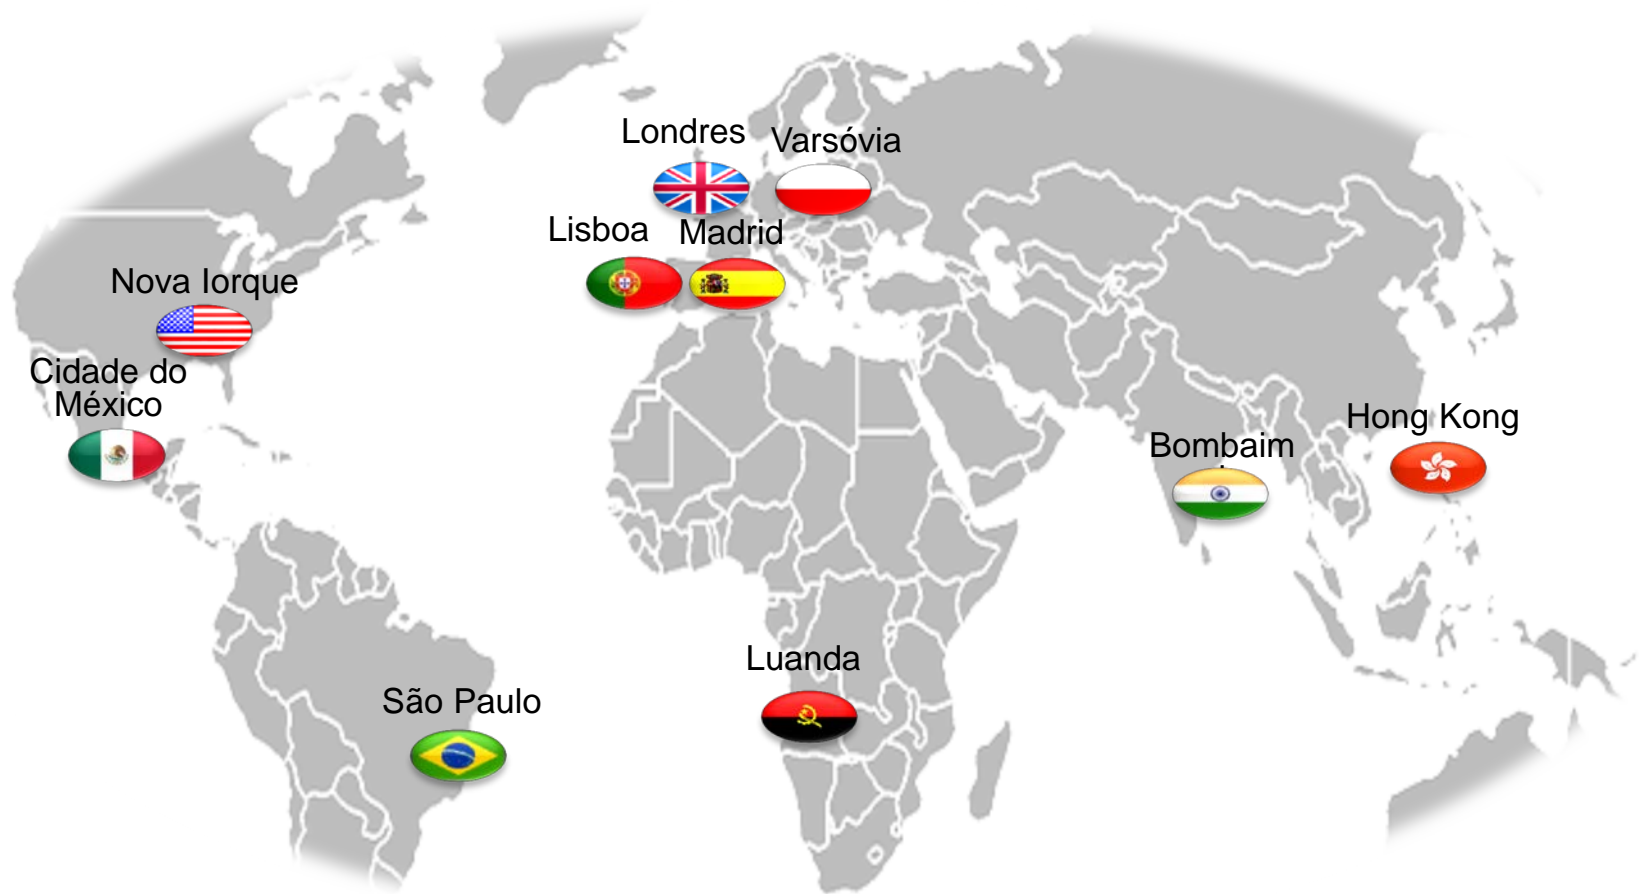 Londres
Varsóvia
Lisboa
Madrid
Nova Iorque
Cidade do
México
Hong Kong
Bombaim
Luanda
São Paulo